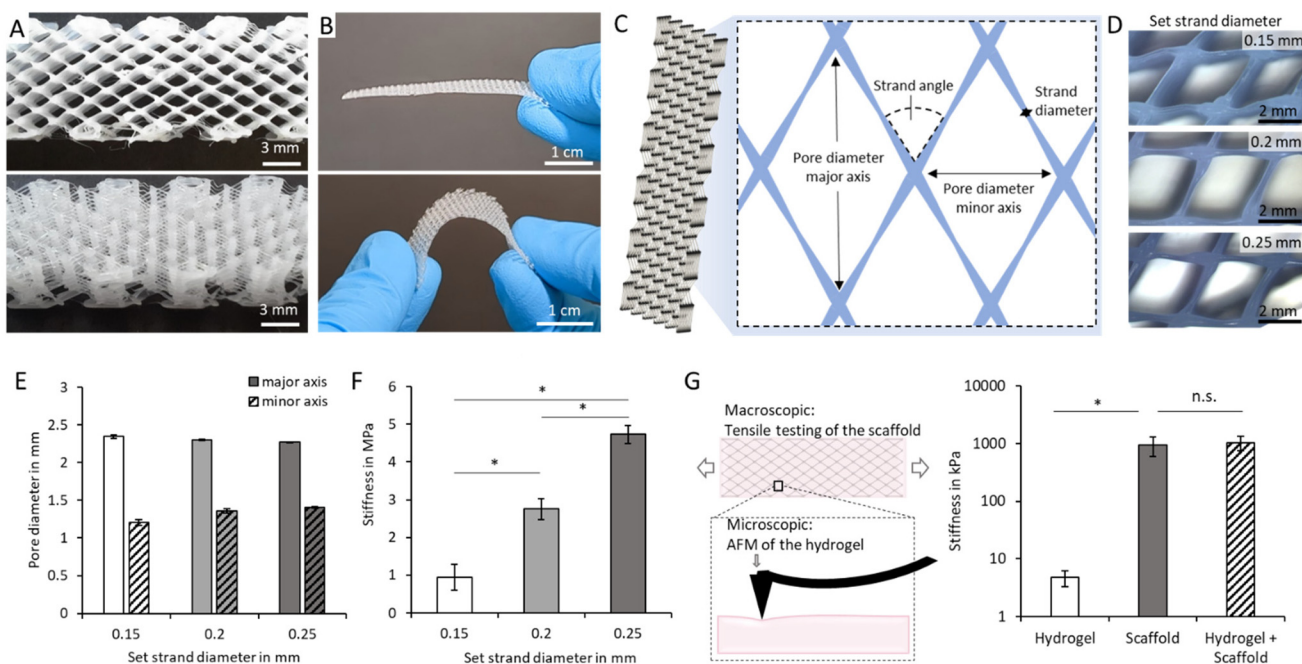 A
3 mm
3 mm
B
1 cm
1 cm
C
Strand angle
Strand
diameter
Pore diameter
major axis
Pore diameter
minor axis
D
Set strand diameter
0.15 mm
2 mm
0.2 mm
2 mm
0.25 mm
2 mm
E
major axis
minor axis
Pore diameter in mm
3
2.5
2
1.5
1
0.5
0
0.15
0.2
0.25
Set strand diameter in mm
F
Stiffness in MPa
6
5
4
3
2
1
0
*
*
*
0.15
0.2
0.25
Set strand diameter in mm
G
Macroscopic:
Tensile testing of the scaffold
Microscopic:
AFM of the hydrogel
Stiffness in kPa
10000
1000
100
10
1
*
n.s.
Hydrogel
Scaffold
Hydrogel +
Scaffold